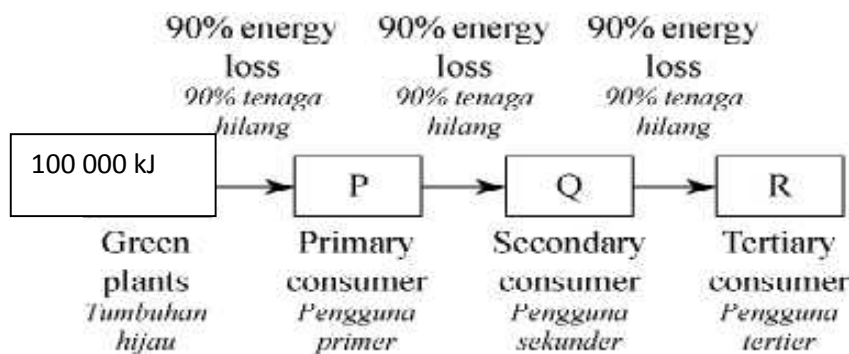 90% energy
loss
90% tenaga
hilang
90% energy
loss
90% tenaga
hilang
90% energy
loss
90% tenaga
hilang
100 000 kJ
P
Q
R
Green
plants
Tumbuhan
hijau
Primary
consumer
Pengguna
primer
Secondary
consumer
Pengguna
sekunder
Tertiary
consumer
Pengguna
tertier